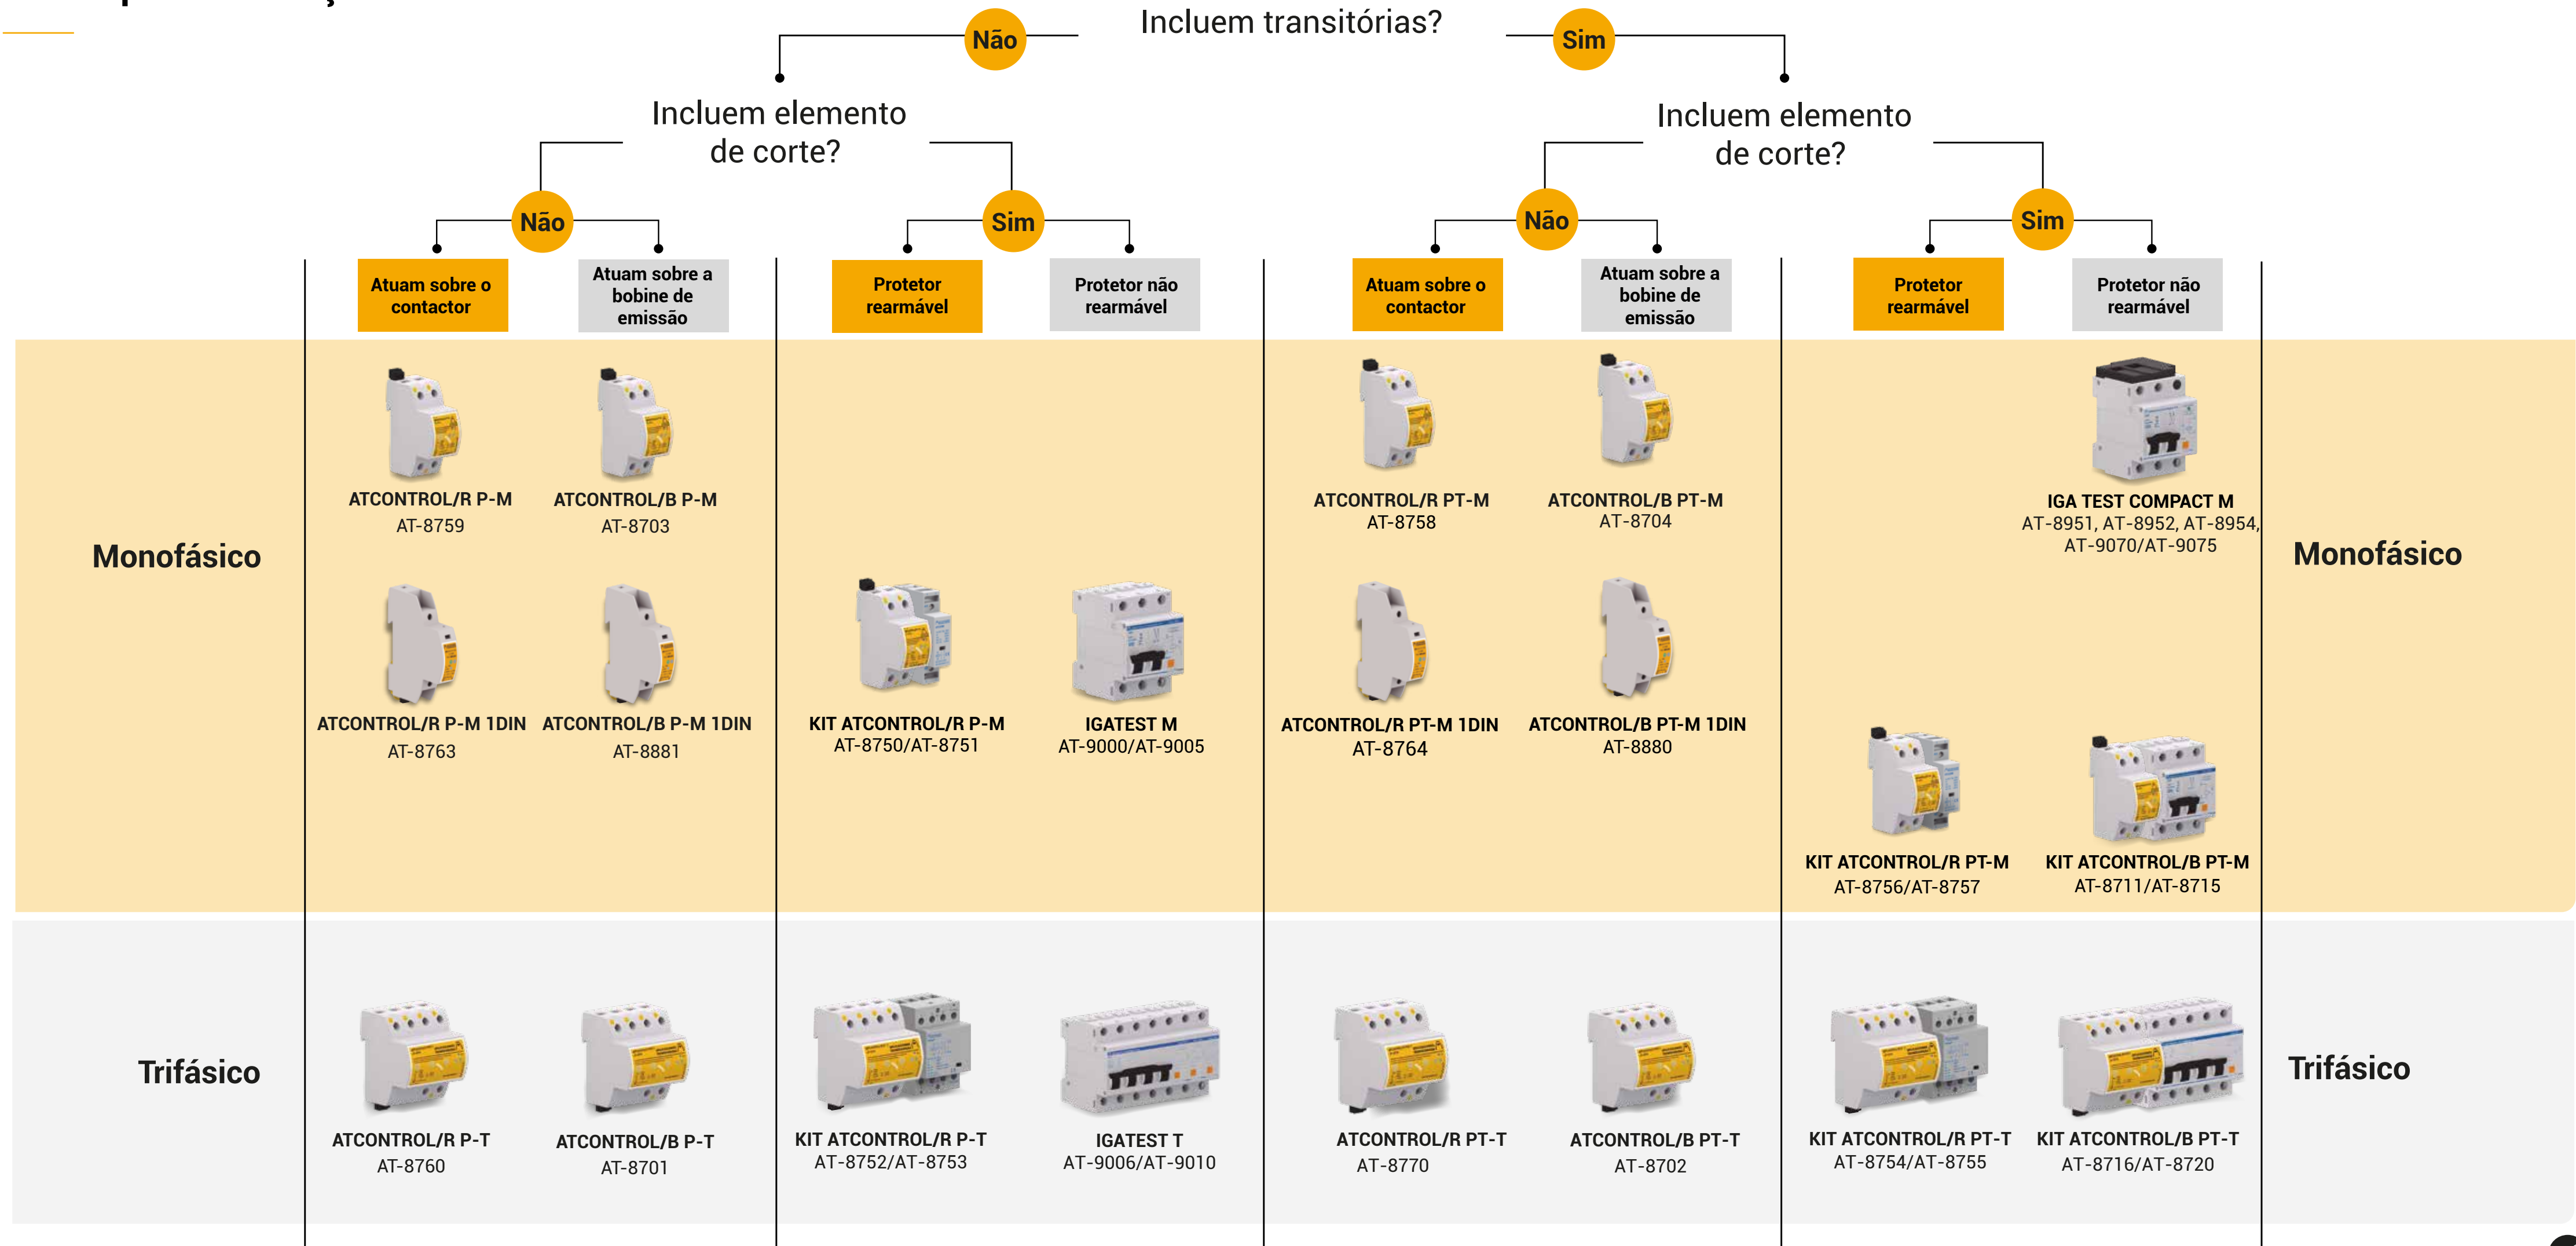 Incluem transitórias?
Não
Sim
Incluem elemento
de corte?
Incluem elemento
de corte?
Não
Sim
Não
Sim
Atuam sobre o
contactor
Atuam sobre a
bobine de
emissão
Protetor
rearmável
Protetor não
rearmável
Atuam sobre o
contactor
Atuam sobre a
bobine de
emissão
Protetor
rearmável
Protetor não
rearmável
Monofásico
ATCONTROL/R P-M
AT-8759
ATCONTROL/B P-M
AT-8703
ATCONTROL/R PT-M
AT-8758
ATCONTROL/B PT-M
AT-8704
IGA TEST COMPACT M
AT-8951, AT-8952, AT-8954,
AT-9070/AT-9075
Monofásico
ATCONTROL/R P-M 1DIN
AT-8763
ATCONTROL/B P-M 1DIN
AT-8881
KIT ATCONTROL/R P-M
AT-8750/AT-8751
IGATEST M
AT-9000/AT-9005
ATCONTROL/R PT-M 1DIN
AT-8764
ATCONTROL/B PT-M 1DIN
AT-8880
KIT ATCONTROL/R PT-M
AT-8756/AT-8757
KIT ATCONTROL/B PT-M
AT-8711/AT-8715
Trifásico
ATCONTROL/R P-T
AT-8760
ATCONTROL/B P-T
AT-8701
KIT ATCONTROL/R P-T
AT-8752/AT-8753
IGATEST T
AT-9006/AT-9010
ATCONTROL/R PT-T
AT-8770
ATCONTROL/B PT-T
AT-8702
KIT ATCONTROL/R PT-T
AT-8754/AT-8755
KIT ATCONTROL/B PT-T
AT-8716/AT-8720
Trifásico